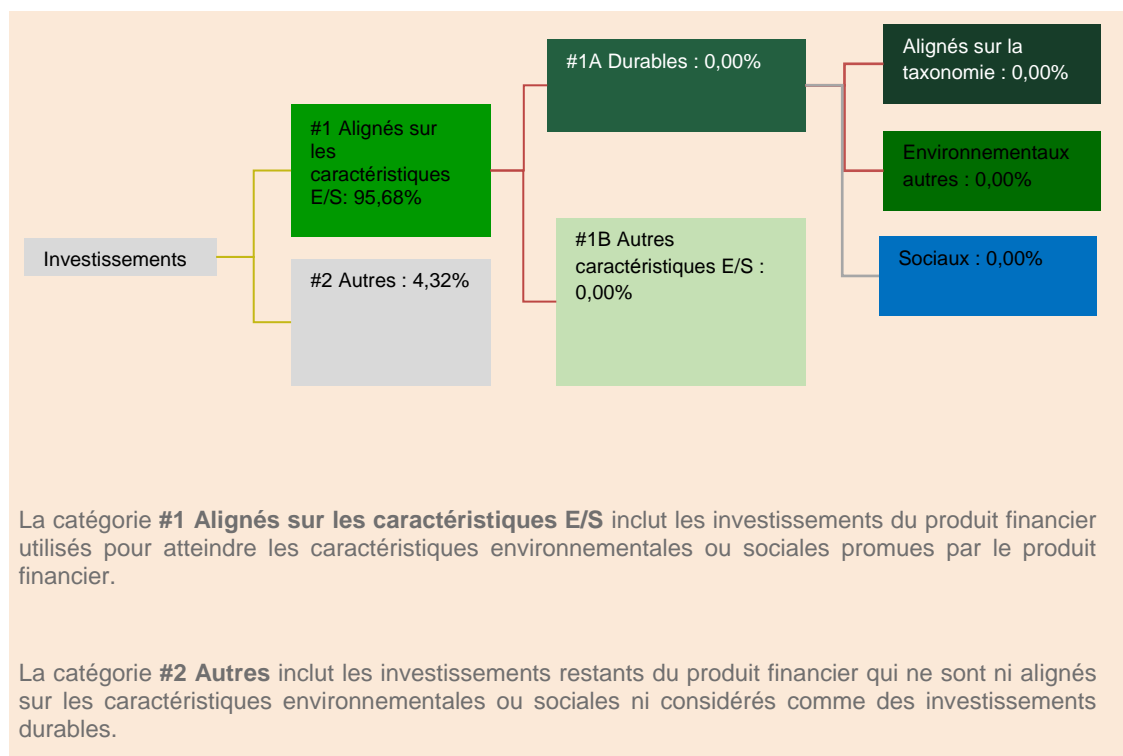 Investissements
#1 Alignés sur
les
caractéristiques
E/S: 95,68%
#2 Autres : 4,32%
#1A Durables : 0,00%
#1B Autres
caractéristiques E/S :
0,00%
Alignés sur la
taxonomie : 0,00%
Environnementaux
autres : 0,00%
Sociaux : 0,00%
La catégorie #1 Alignés sur les caractéristiques E/S inclut les investissements du produit financier
utilisés pour atteindre les caractéristiques environnementales ou sociales promues par le produit
financier.
La catégorie #2 Autres inclut les investissements restants du produit financier qui ne sont ni alignés
sur les caractéristiques environnementales ou sociales ni considérés comme des investissements
durables.